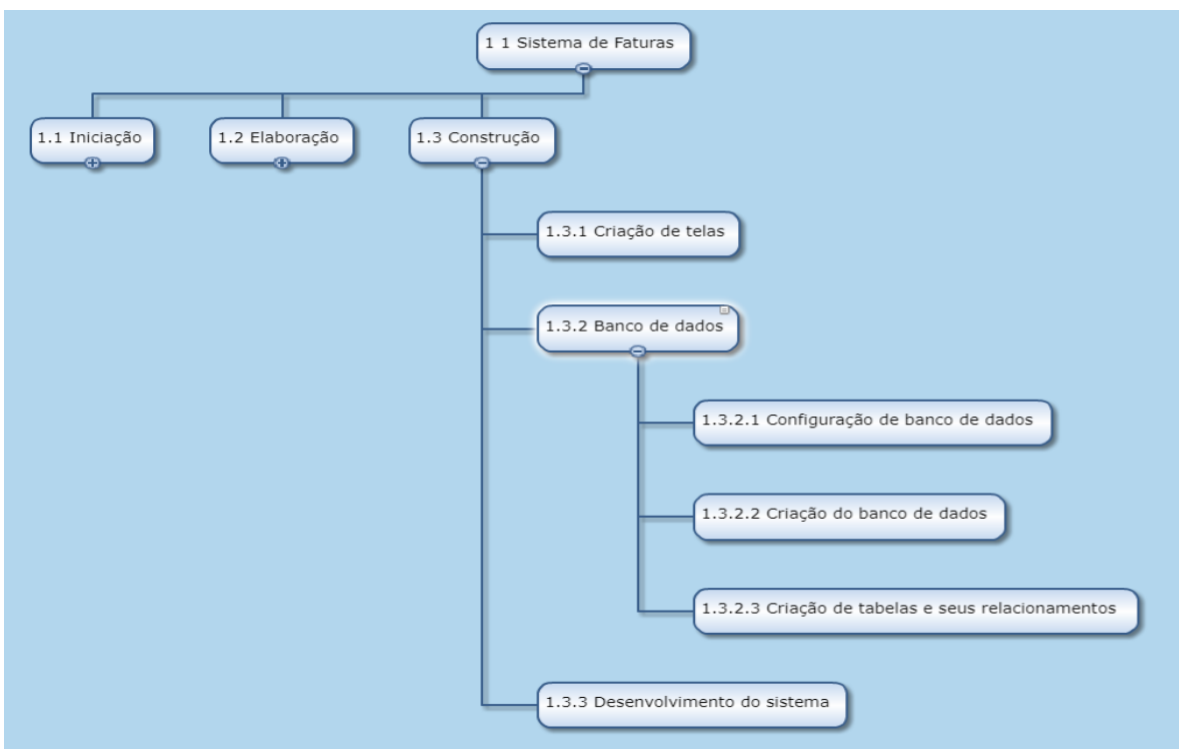 1 1 Sistema de Faturas
1.1 Iniciação
1.2 Elaboração
1.3 Construção
1.3.1 Criação de telas
1.3.2 Banco de dados
1.3.2.1 Configuração de banco de dados
1.3.2.2 Criação do banco de dados
1.3.2.3 Criação de tabelas e seus relacionamentos
1.3.3 Desenvolvimento do sistema